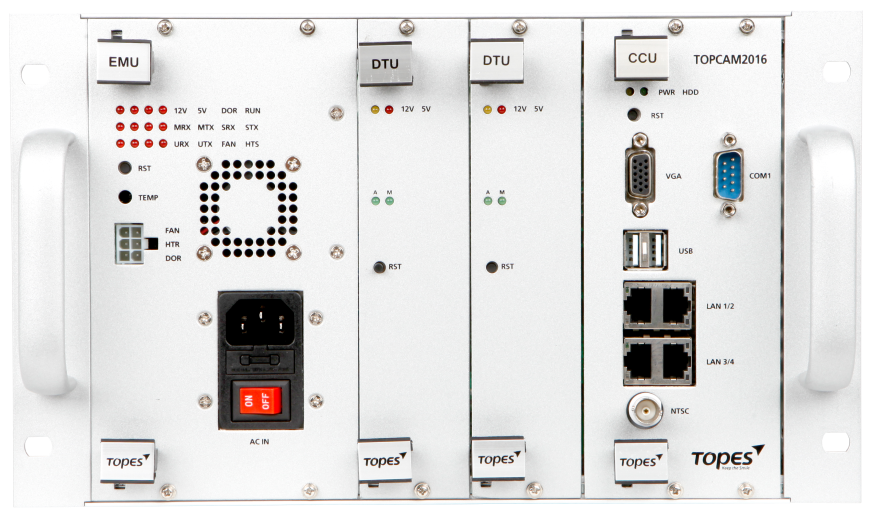 EMU
DTU
DTU
CCU
TOPCAM2016
12V 5V DOR RUN
MRX MTX SRX STX
URX UTX FAN HTS
RST
TEMP
FAN
HTR
DOR
ON OFF
AC IN
12V 5V
A M
RST
12V 5V
A M
RST
PWR HDD
RST
VGA
COM1
USB
LAN 1/2
LAN 3/4
NTSC
TOPES
TOPES
TOPES
TOPES
TOPES
Keep the Smile